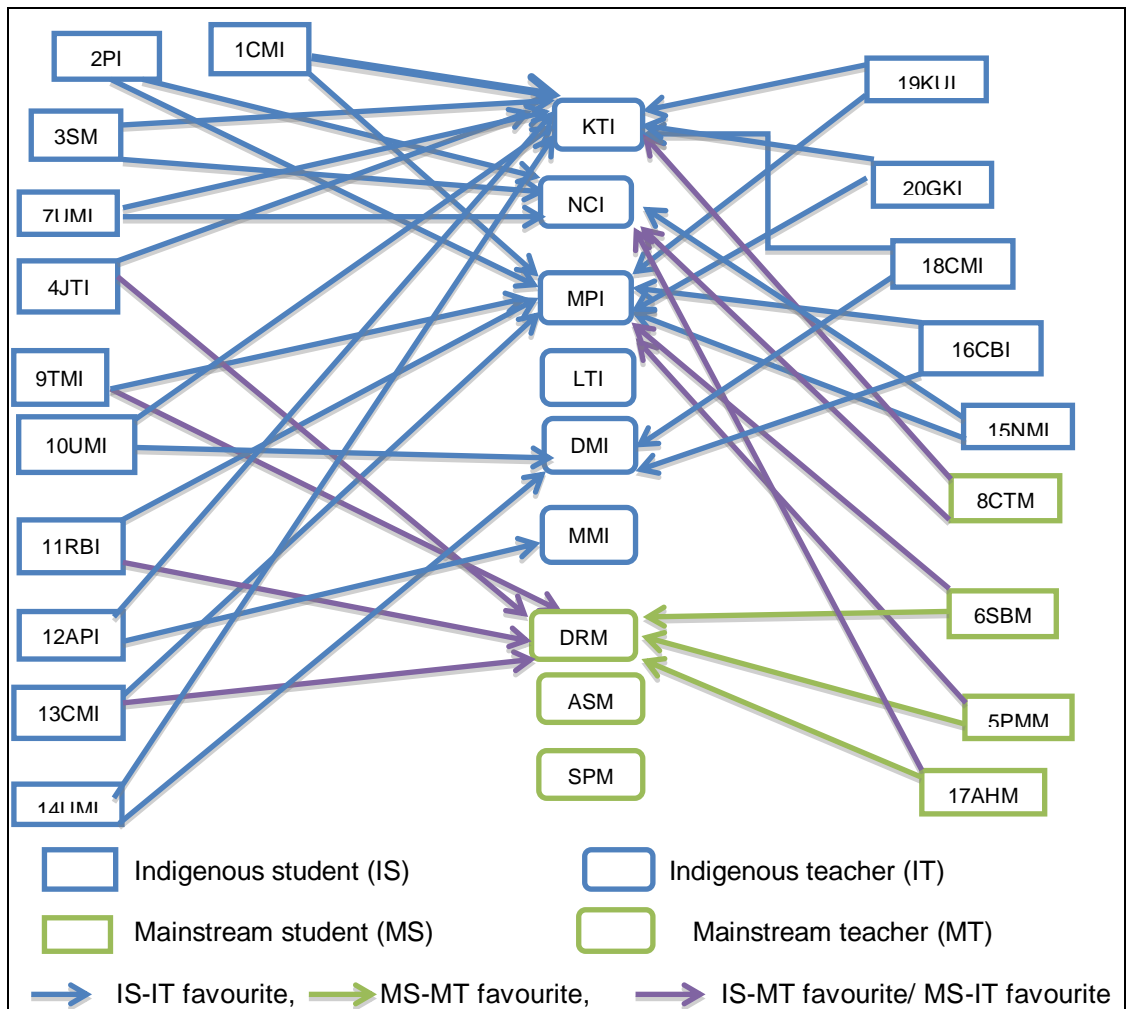 1CMI
2PI
19KUI
KTI
3SM
20GKI
NCI
7UMI
18CMI
4JTI
MPI
16CBI
9TMI
LTI
15NMI
10UMI
DMI
8CTM
11RBI
MMI
6SBM
12API
DRM
13CMI
ASM
5PMM
SPM
17AHM
14UMI
Indigenous student (IS)
Indigenous teacher (IT)
Mainstream student (MS)
Mainstream teacher (MT)
IS-IT favourite,
MS-MT favourite,
IS-MT favourite/ MS-IT favourite